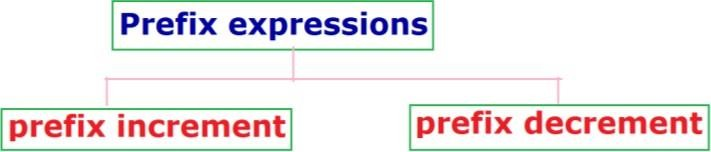 Prefix expressions
prefix increment
prefix decrement